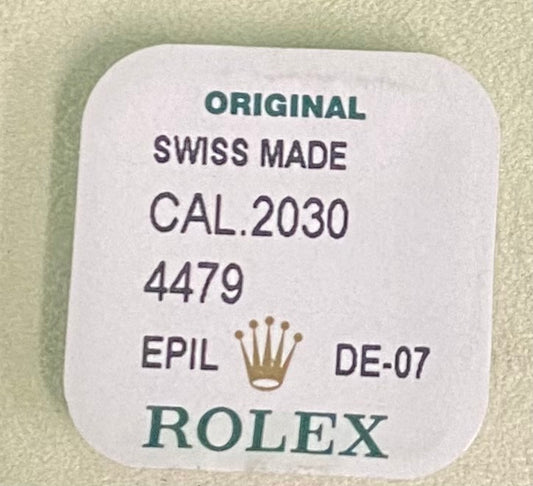 ORIGINAL
SWISS MADE
CAL.2030
4479
EPIL DE-07
ROLEX